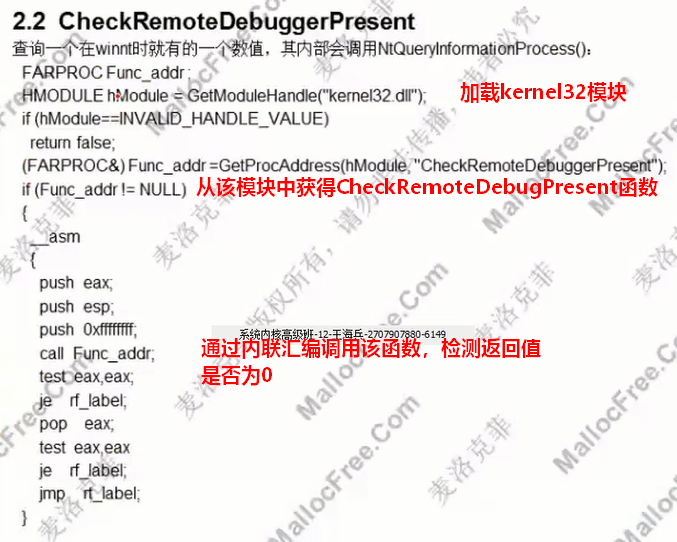 2.2 CheckRemoteDebuggerPresent
查询一个在winnt时就有的一个数值，其内部会调用NtQueryInformationProcess():
FARPROC Func_addr;
HMODULE hModule = GetModuleHandle("kernel32.dll");
加载kernel32模块
if (hModule==INVALID_HANDLE_VALUE)
return false;
(FARPROC&) Func_addr =GetProcAddress(hModule, "CheckRemoteDebuggerPresent");
if (Func_addr != NULL)
从该模块中获得CheckRemoteDebugPresent函数
{
__asm
{
push eax;
push esp;
push 0xffffffff;
系统内核高级班-12-王海兵-2707907880-6149
call Func_addr;
通过内联汇编调用该函数，检测返回值
是否为0
test eax,eax;
je rf_label;
pop eax;
test eax,eax
je rf_label;
jmp rt_label;
}
麦洛克菲
版权所有，请勿非法传播，违者必究
MallocFree.Com